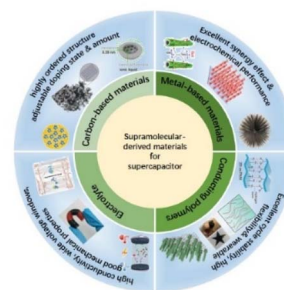 highly ordered structure
adjustable doping state & amount
Excellent synergy effect &
electrochemical performance
Carbon-based materials
Metal-based materials
Supramolecular-
derived materials
for
supercapacitor
Electrolyte
Conducting polymers
high conductivity, wide voltage window,
good mechanical properties
Excellent cycle stability, high
flexibility & wearable